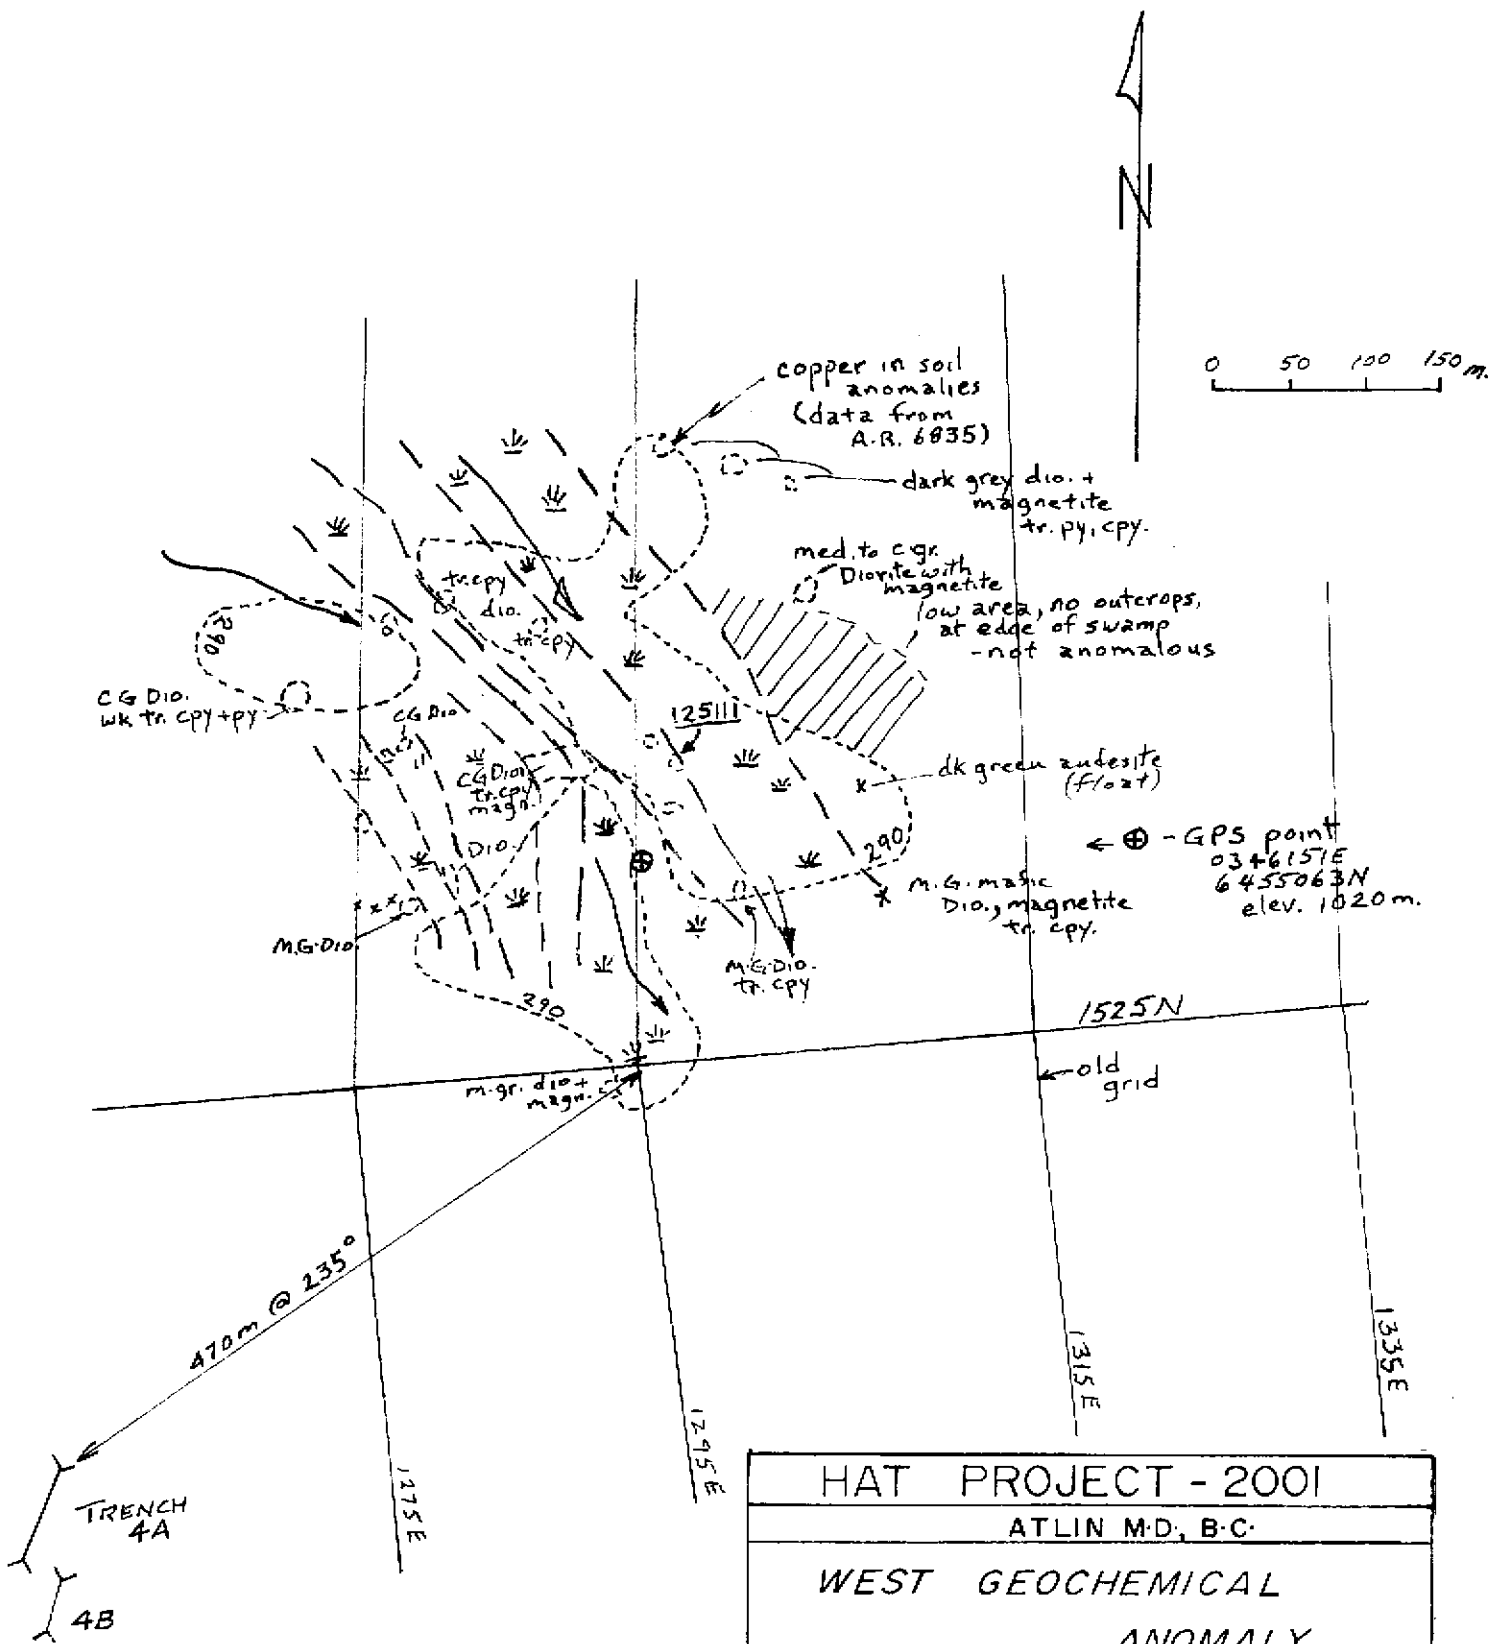 N
0 50 100 150 m.
copper in soil
anomalies
(data from
A.R. 6835)
dark grey dio. +
magnetite
tr. py, cpy.
med. to c.gr.
Diorite with
magnetite
low area, no outcrops,
at edge of swamp
- not anomalous
tr. cpy
dio.
tr. cpy
290
CG Dio.
wk tr. cpy + py
CG Dio
125111
CG Dio.
tr. cpy
magn.
dk green andesite
(float)
Dio.
290
⊕ - GPS point
0346151E
6455063N
elev. 1020 m.
M.G. mafic
Dio., magnetite
tr. cpy.
M.G. Dio
M.G. Dio.
tr. cpy
290
1525N
old
grid
m.gr. dio +
magn.
470m @ 235°
1275E
1295E
1315E
1335E
TRENCH
4A
4B
HAT PROJECT - 2001
ATLIN M.D., B.C.
WEST GEOCHEMICAL
ANOMALY